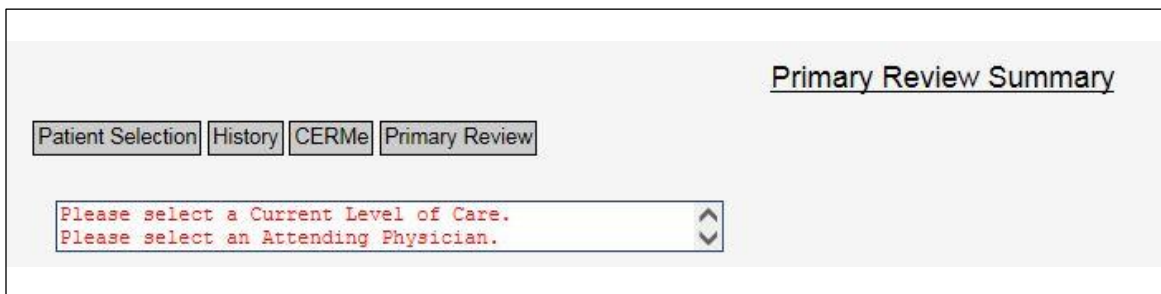 Primary Review Summary
Patient Selection History CERMe Primary Review
Please select a Current Level of Care.
Please select an Attending Physician.